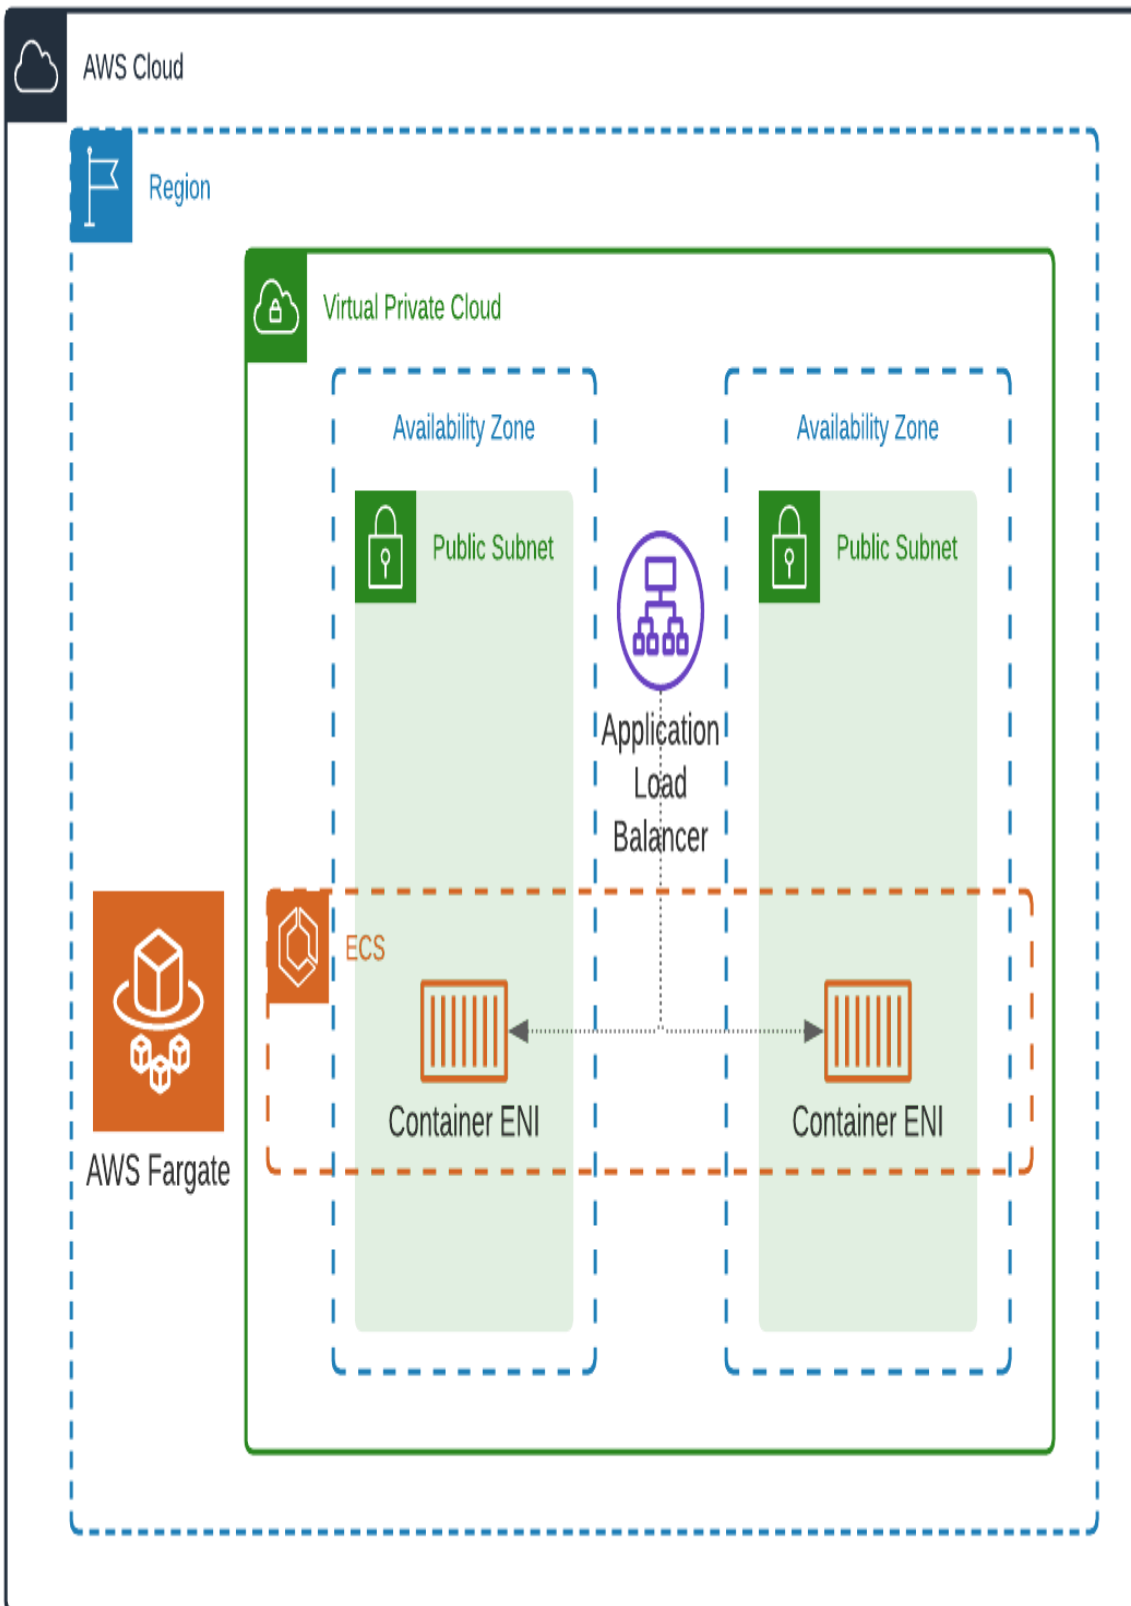 AWS Cloud
Region
Virtual Private Cloud
Availability Zone
Availability Zone
Public Subnet
Public Subnet
Application
Load
Balancer
ECS
Container ENI
Container ENI
AWS Fargate